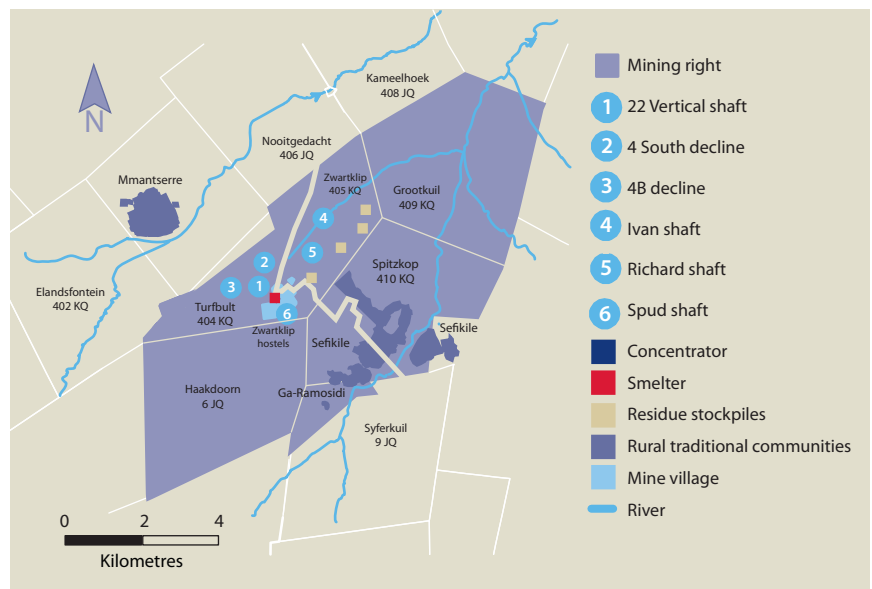 N
Kameelhoek
408 JQ
Nooitgedacht
406 JQ
Zwartklip
405 KQ
Grootkuil
409 KQ
Mmantserre
4
5
2
3
1
6
Spitzkop
410 KQ
Elandsfontein
402 KQ
Turfbult
404 KQ
Zwartklip
hostels
Sefikile
'Sefikile
Haakdoorn
6 JQ
Ga-Ramosidi
Syferkuil
9 JQ
0 2 4
Kilometres
Mining right
1 22 Vertical shaft
2 4 South decline
3 4B decline
4 Ivan shaft
5 Richard shaft
6 Spud shaft
Concentrator
Smelter
Residue stockpiles
Rural traditional communities
Mine village
River